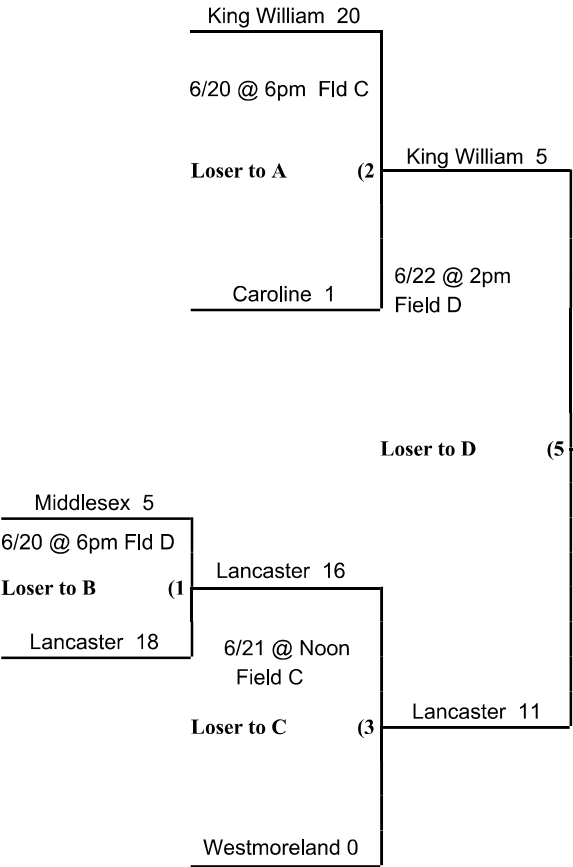 King William 20
6/20 @ 6pm Fld C
Loser to A (2
King William 5
Caroline 1
6/22 @ 2pm
Field D
Loser to D (5
Middlesex 5
6/20 @ 6pm Fld D
Loser to B (1
Lancaster 16
Lancaster 18
6/21 @ Noon
Field C
Loser to C (3
Lancaster 11
Westmoreland 0